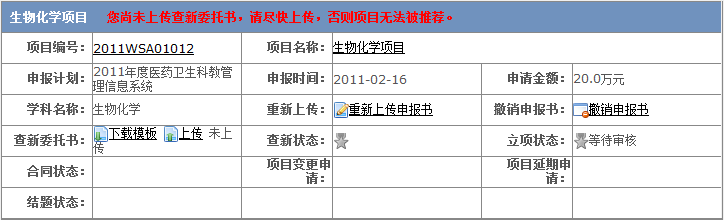 生物化学项目 您尚未上传查新委托书，请尽快上传，否则项目无法被推荐。
项目编号： 2011WSA01012 项目名称： 生物化学项目
申报计划： 2011年度医药卫生科教管理信息系统 申报时间： 2011-02-16 申请金额： 20.0万元
学科名称： 生物化学 重新上传： 重新上传申报书 撤销申报书： 撤销申报书
查新委托书： 下载模板 上传 未上传 查新状态： 立项状态： 等待审核
合同状态： 项目变更申请： 项目延期申请：
结题状态：